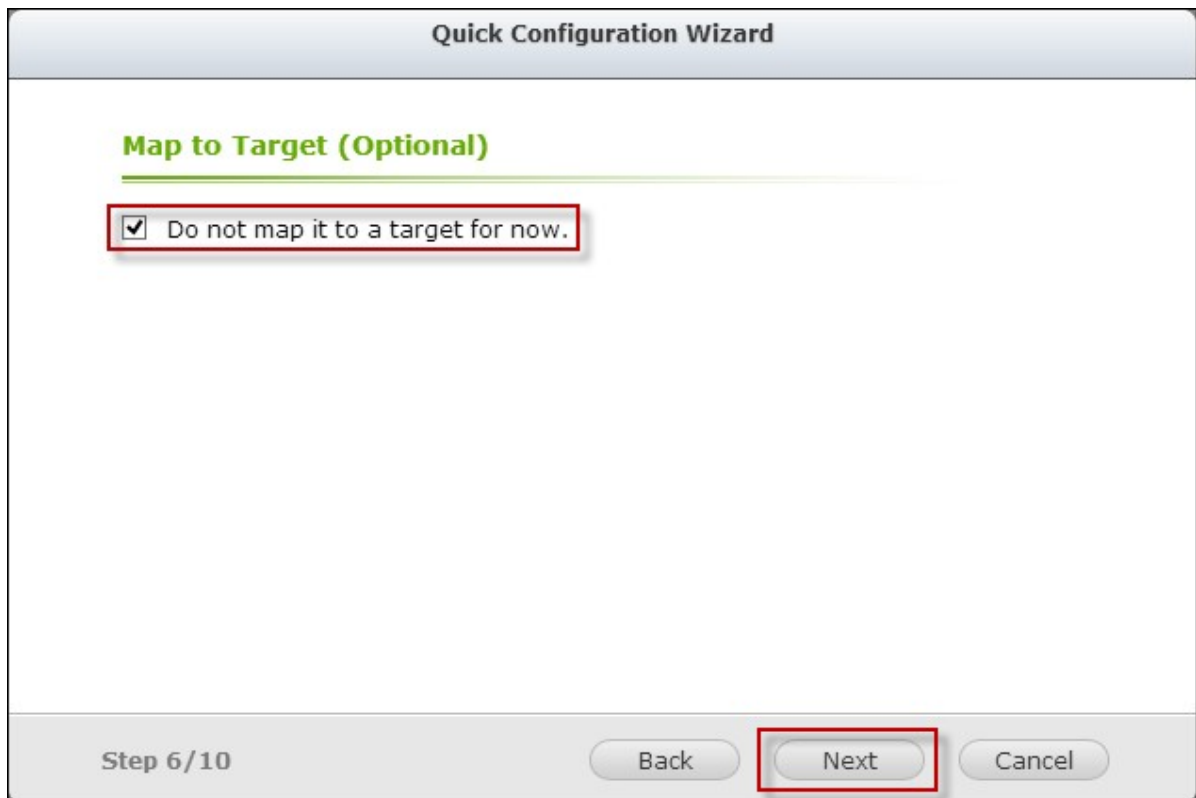 Quick Configuration Wizard
Map to Target (Optional)
Do not map it to a target for now.
Step 6/10
Back
Next
Cancel